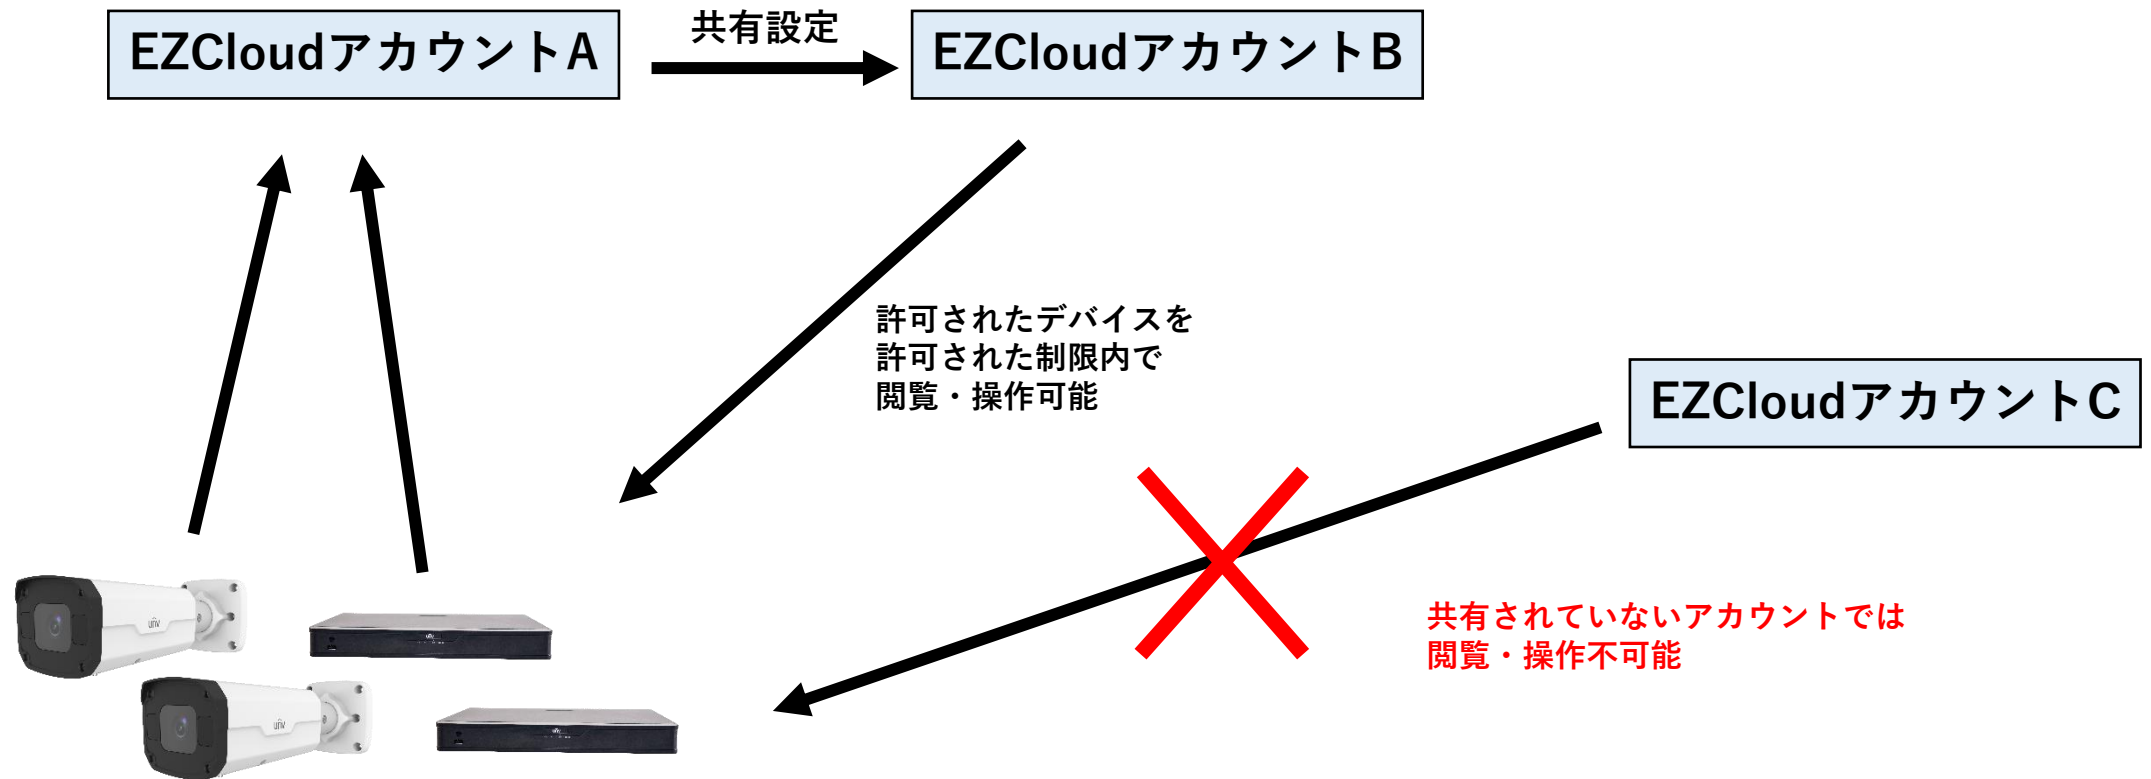 EZCloudアカウントA
共有設定
EZCloudアカウントB
許可されたデバイスを
許可された制限内で
閲覧・操作可能
EZCloudアカウントC
共有されていないアカウントでは
閲覧・操作不可能
unv
unv
unv
unv